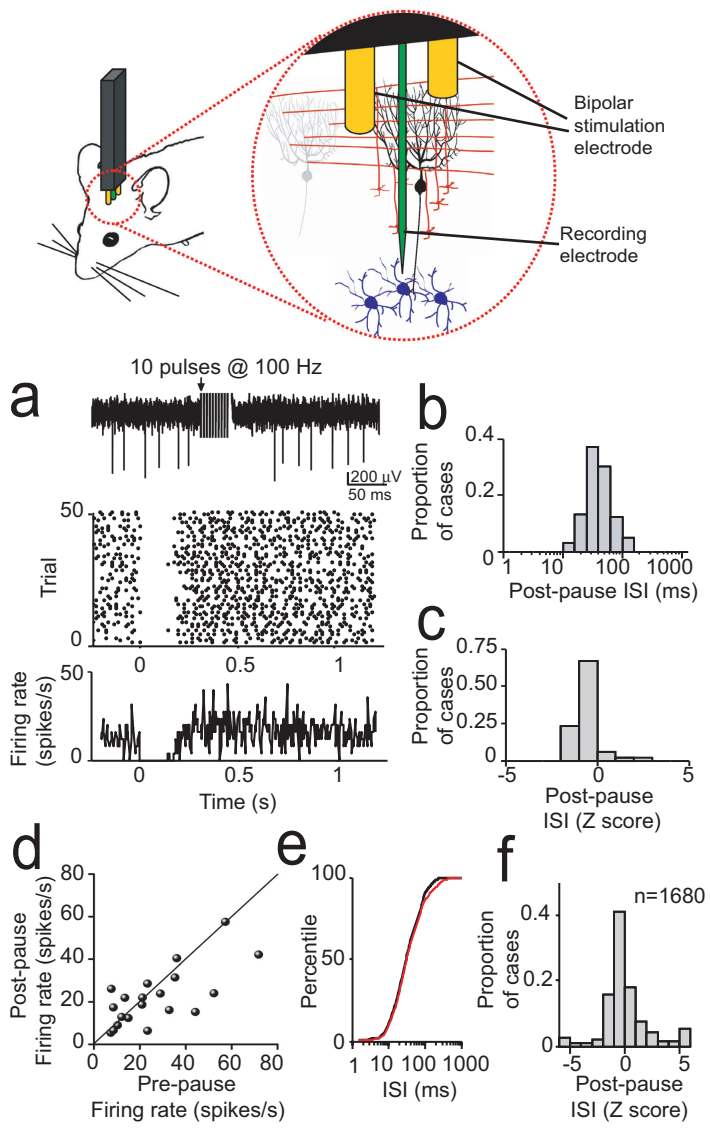 Bipolar
stimulation
electrode
Recording
electrode
a
10 pulses @ 100 Hz
200 µV
50 ms
50
Trial
0
0
0.5
1
50
Firing rate
(spikes/s)
0
0
0.5
1
Time (s)
b
Proportion
of cases
0.4
0.2
0
1
10
100
1000
Post-pause ISI (ms)
c
Proportion
of cases
0.75
0.50
0.25
0
-5
0
5
Post-pause
ISI (Z score)
d
Post-pause
Firing rate (spikes/s)
80
60
40
20
0
0
20
40
60
80
Pre-pause
Firing rate (spikes/s)
e
Percentile
100
50
0
1
10
100
1000
ISI (ms)
f
n=1680
Proportion
of cases
0.4
0.2
0
-5
0
5
Post-pause
ISI (Z score)